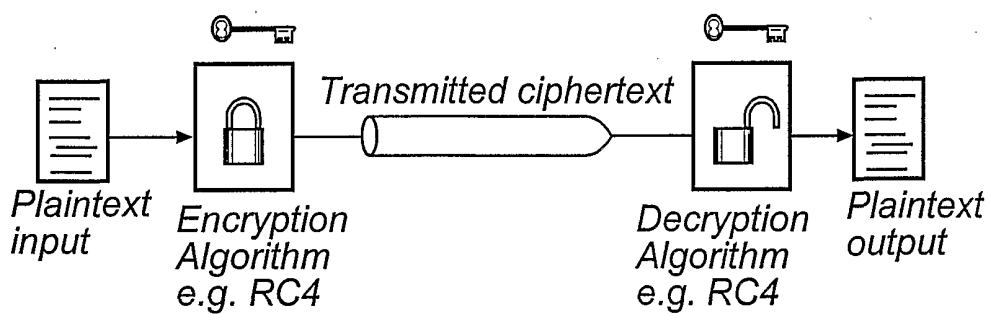 Transmitted ciphertext
Plaintext
input
Encryption
Algorithm
e.g. RC4
Decryption
Algorithm
e.g. RC4
Plaintext
output